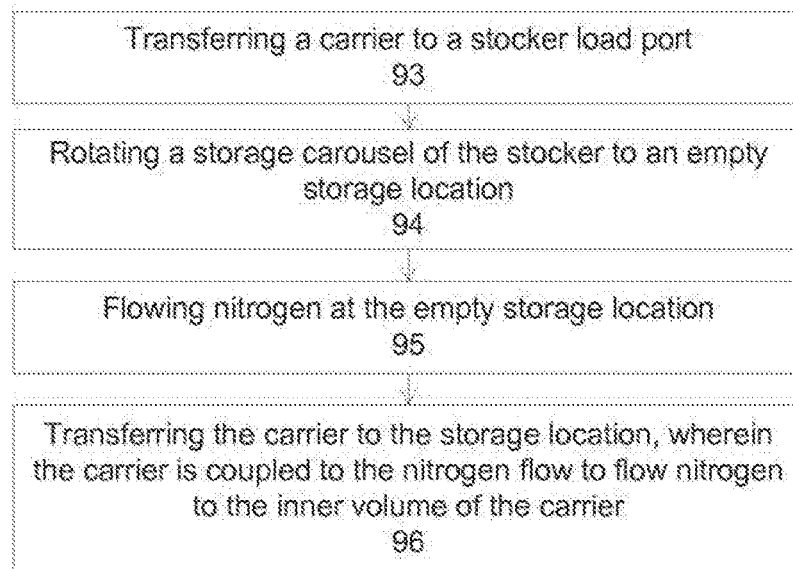 Transferring a carrier to a stocker load port
93
Rotating a storage carousel of the stocker to an empty
storage location
94
Flowing nitrogen at the empty storage location
95
Transferring the carrier to the storage location, wherein
the carrier is coupled to the nitrogen flow to flow nitrogen
to the inner volume of the carrier
96